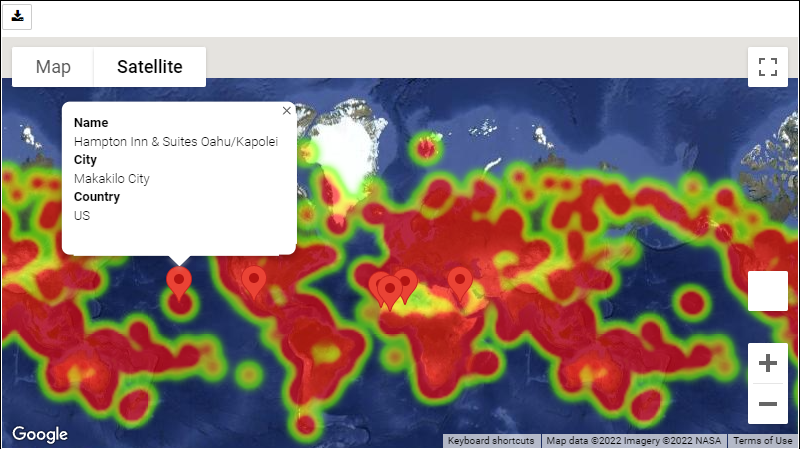 Map
Satellite
Name
Hampton Inn & Suites Oahu/Kapolei
City
Makakilo City
Country
US
Google
Keyboard shortcuts
Map data ©2022 Imagery ©2022 NASA
Terms of Use